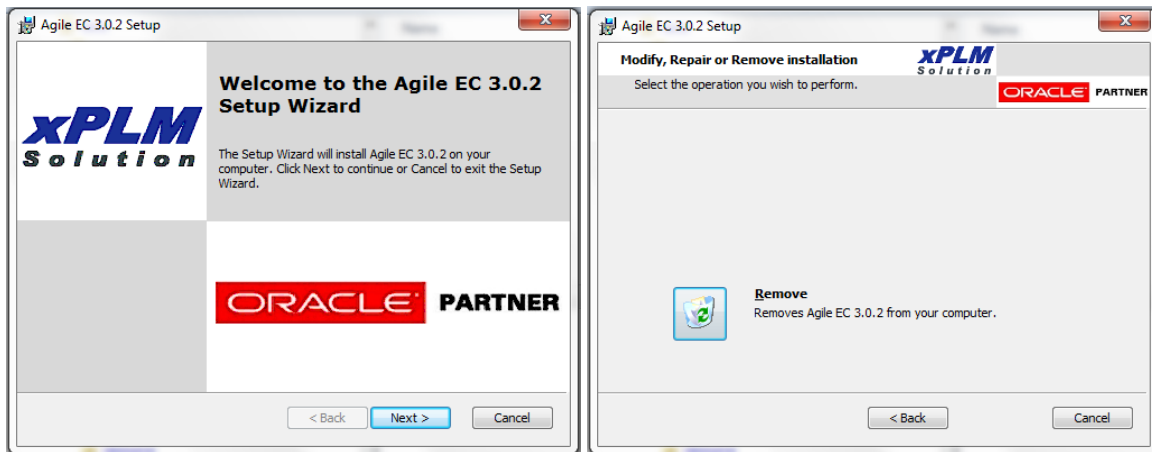 Agile EC 3.0.2 Setup
Welcome to the Agile EC 3.0.2
Setup Wizard
xPLM
Solution
The Setup Wizard will install Agile EC 3.0.2 on your
computer. Click Next to continue or Cancel to exit the Setup
Wizard.
ORACLE PARTNER
< Back
Next >
Cancel
Agile EC 3.0.2 Setup
Modify, Repair or Remove installation
Select the operation you wish to perform.
xPLM
Solution
ORACLE PARTNER
Remove
Removes Agile EC 3.0.2 from your computer.
< Back
Cancel